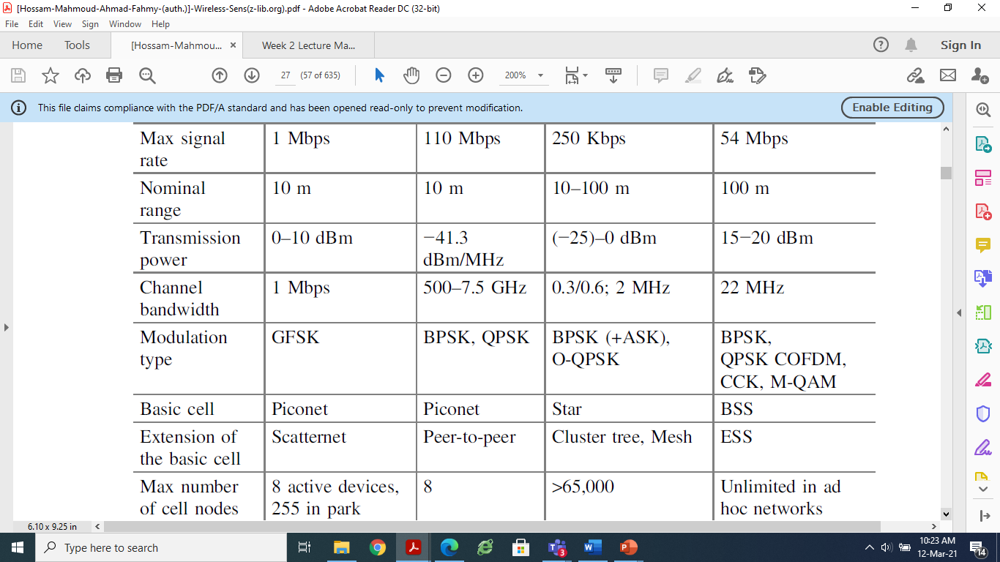 [Hossam-Mahmoud-Ahmad-Fahmy-(auth.)]-Wireless-Sens(z-lib.org).pdf - Adobe Acrobat Reader DC (32-bit)
File Edit View Sign Window Help
Home Tools [Hossam-Mahmou... × Week 2 Lecture Ma... Sign In
27 (57 of 635) 200%
This file claims compliance with the PDF/A standard and has been opened read-only to prevent modification. Enable Editing
Max signal 1 Mbps 110 Mbps 250 Kbps 54 Mbps
rate
Nominal 10 m 10 m 10–100 m 100 m
range
Transmission 0–10 dBm −41.3 (−25)–0 dBm 15−20 dBm
power dBm/MHz
Channel 1 Mbps 500–7.5 GHz 0.3/0.6; 2 MHz 22 MHz
bandwidth
Modulation GFSK BPSK, QPSK BPSK (+ASK), BPSK,
type O-QPSK QPSK COFDM,
CCK, M-QAM
Basic cell Piconet Piconet Star BSS
Extension of Scatternet Peer-to-peer Cluster tree, Mesh ESS
the basic cell
Max number 8 active devices, 8 >65,000 Unlimited in ad
of cell nodes 255 in park hoc networks
6.10 x 9.25 in
Type here to search
10:23 AM
12-Mar-21
3
14